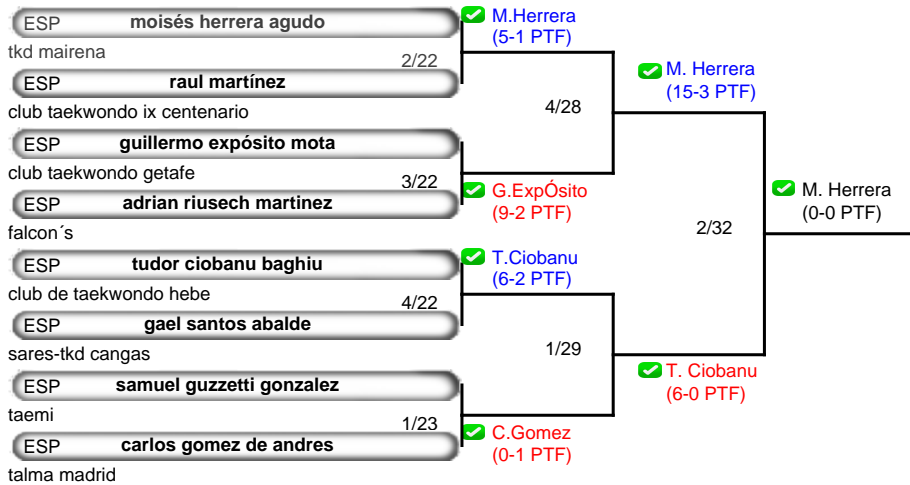 ESP moisés herrera agudo
tkd mairena
2/22
ESP raul martínez
club taekwondo ix centenario
ESP guillermo expósito mota
club taekwondo getafe
3/22
ESP adrian riusech martinez
falcon´s
ESP tudor ciobanu baghiu
club de taekwondo hebe
4/22
ESP gael santos abalde
sares-tkd cangas
ESP samuel guzzetti gonzalez
taemi
1/23
ESP carlos gomez de andres
talma madrid
M.Herrera
(5-1 PTF)
4/28
G.ExpÓsito
(9-2 PTF)
T.Ciobanu
(6-2 PTF)
1/29
C.Gomez
(0-1 PTF)
M. Herrera
(15-3 PTF)
2/32
T. Ciobanu
(6-0 PTF)
M. Herrera
(0-0 PTF)